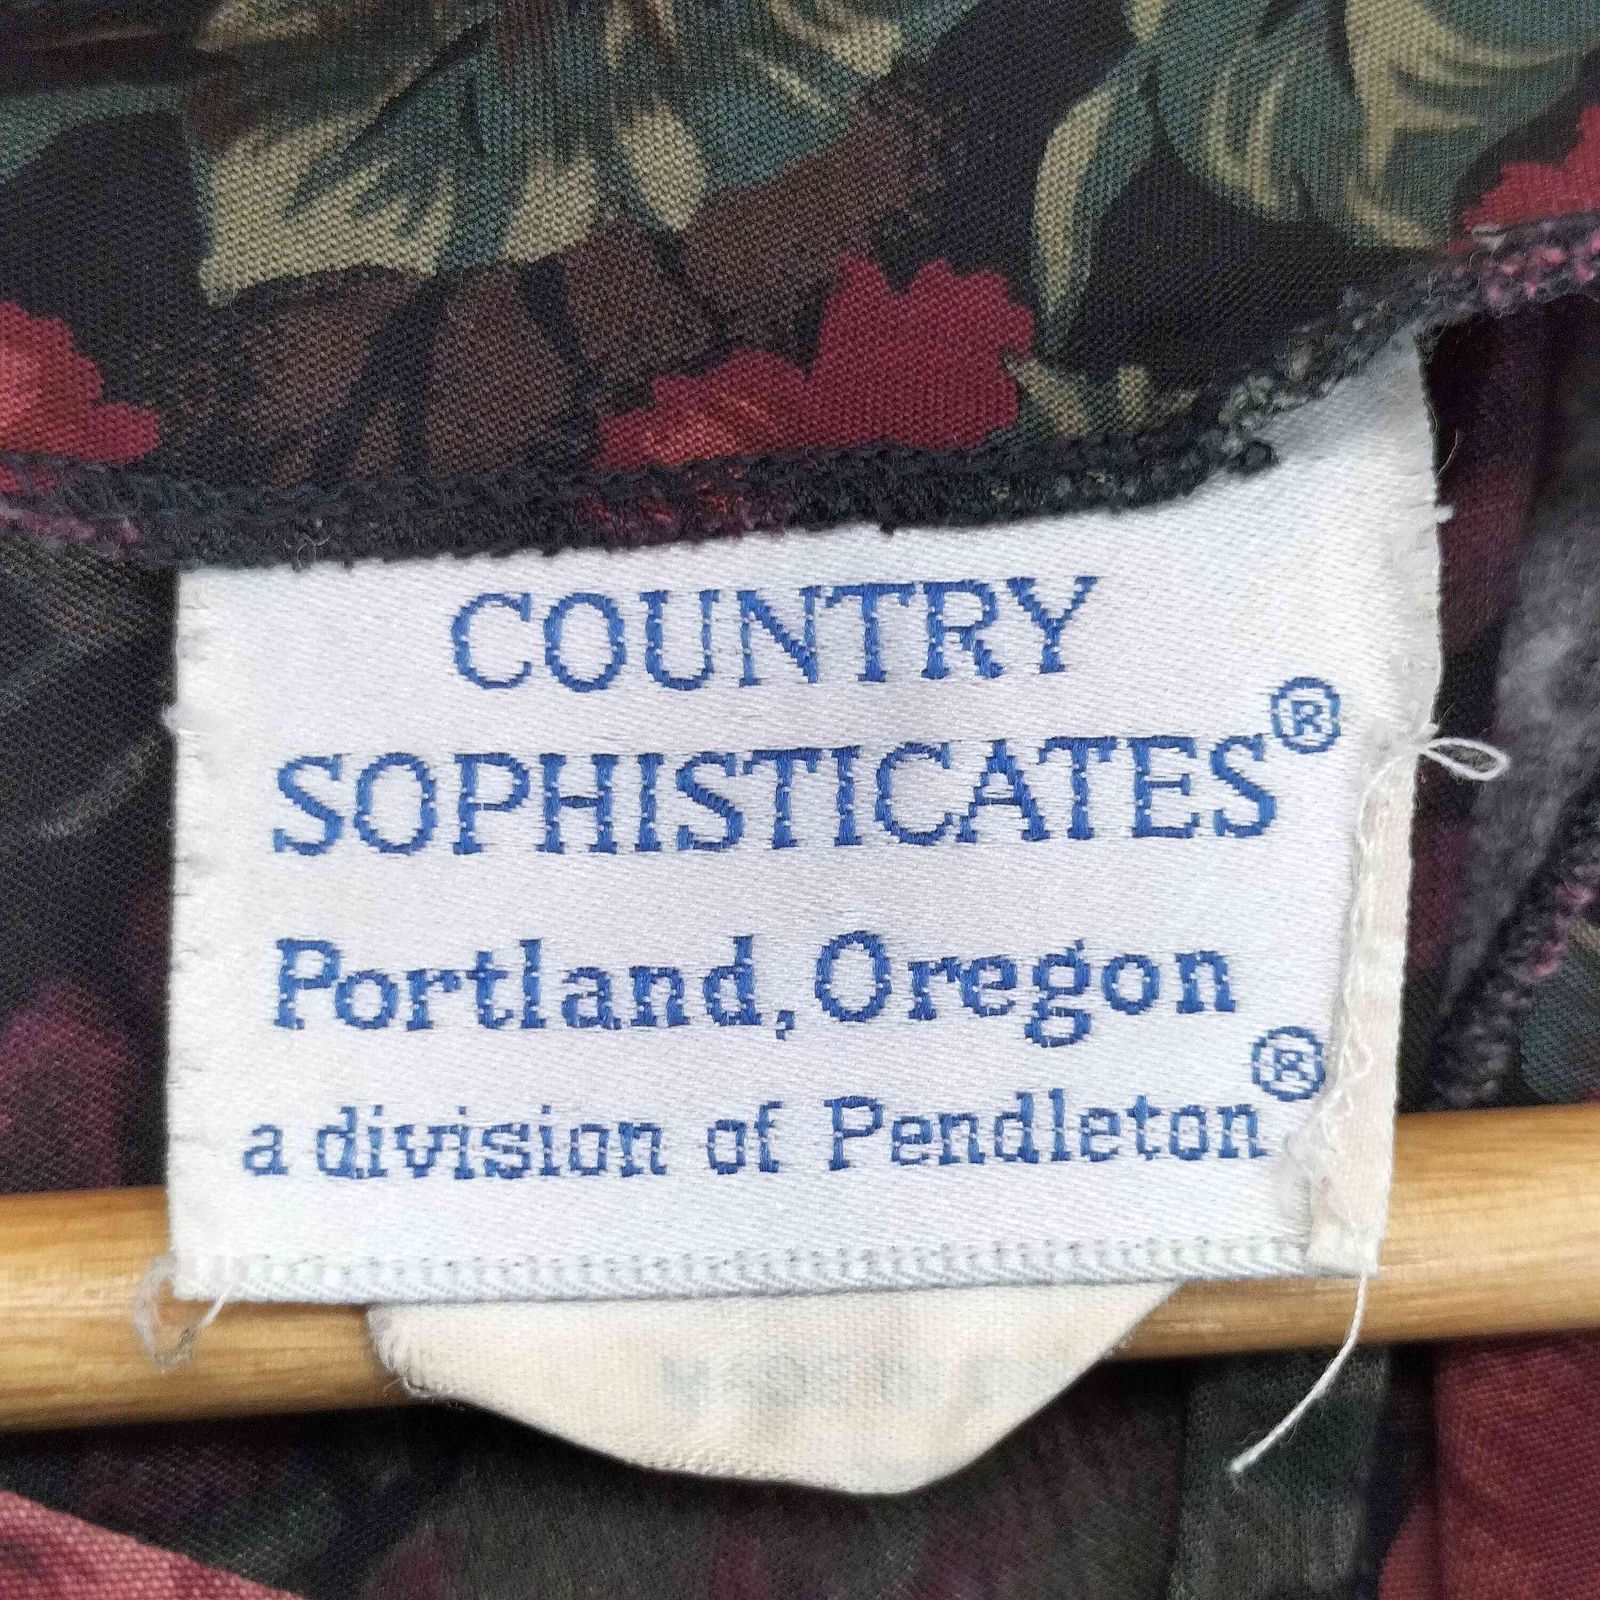 COUNTRY
SOPHISTICATES®
Portland, Oregon
a division of Pendleton®